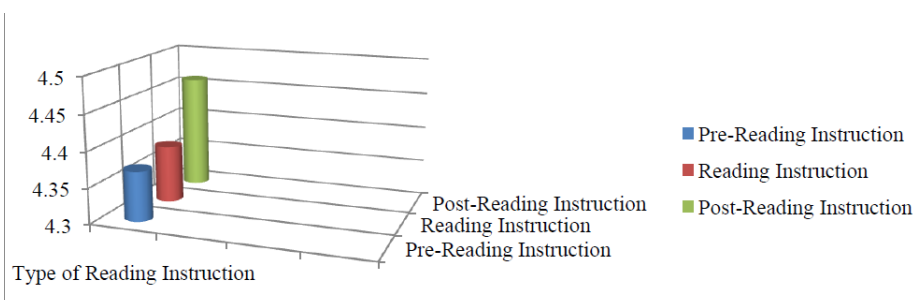 4.5
4.45
4.4
4.35
4.3
Post-Reading Instruction
Reading Instruction
Pre-Reading Instruction
Type of Reading Instruction
Pre-Reading Instruction
Reading Instruction
Post-Reading Instruction